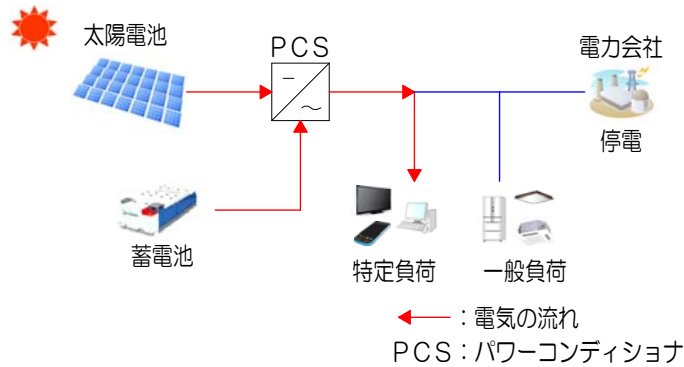 太陽電池
PCS
電力会社
停電
蓄電池
特定負荷
一般負荷
：電気の流れ
PCS：パワーコンディショナ